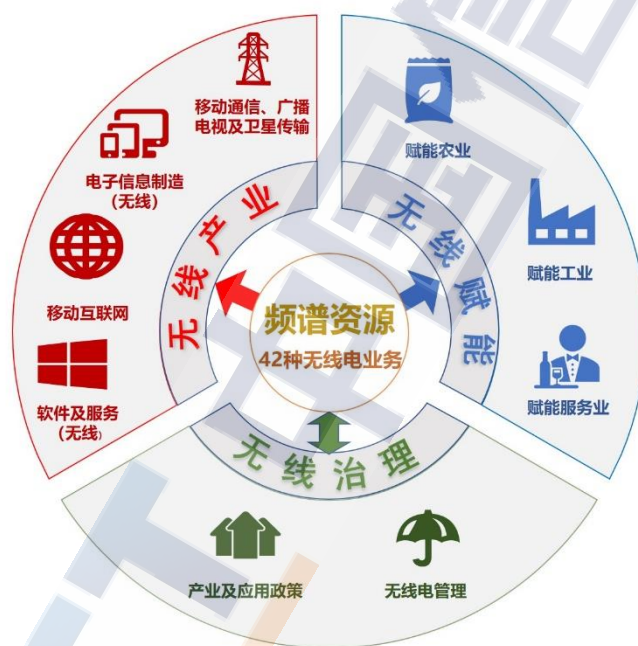 移动通信、广播
电视及卫星传输
电子信息制造
(无线)
移动互联网
软件及服务
(无线)
无线产业
赋能农业
赋能工业
赋能服务业
无线赋能
频谱资源
42种无线电业务
无线治理
产业及应用政策
无线电管理